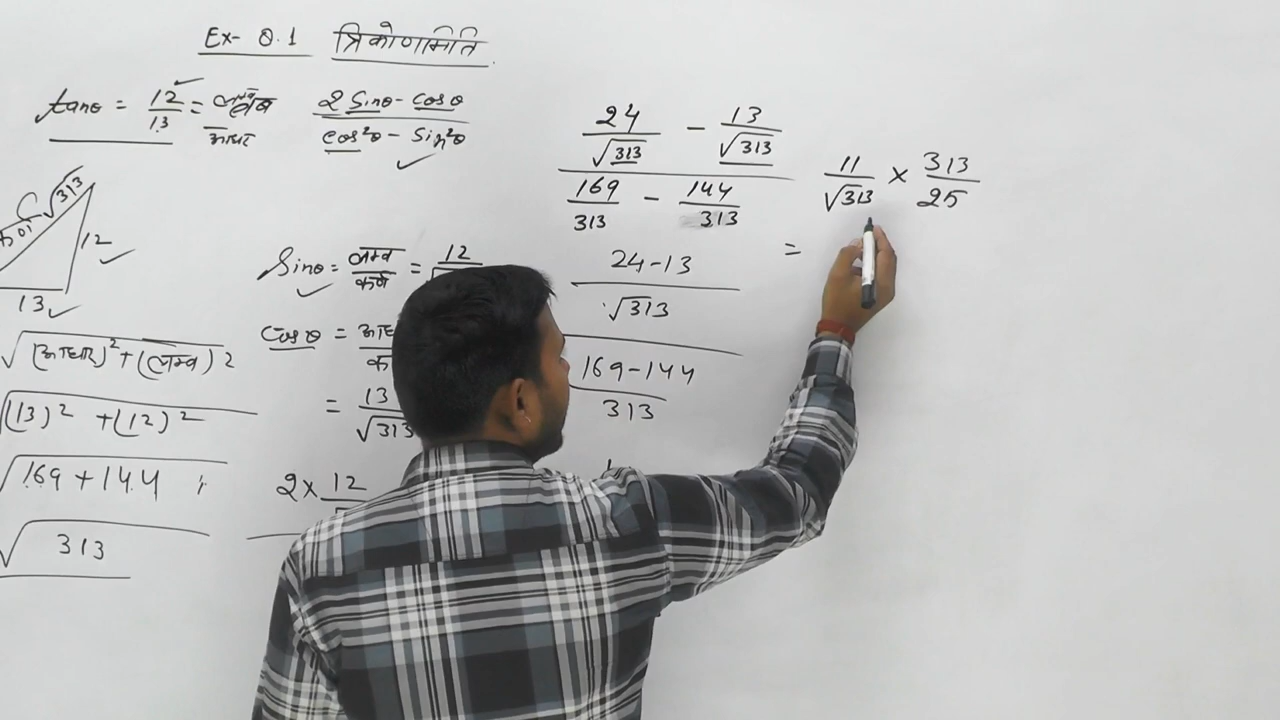 Ex- 8.1 त्रिकोणामिति
tanθ = 12/13 = लम्ब/आधार
2 Sinθ - Cosθ / Cos²θ - Sin²θ
√313
12
13
√(आधार)² + (लम्ब)2
√(13)² + (12)²
√169 + 144
√313
Sinθ = लम्ब/कर्ण = 12/
Cosθ =
= 13/√313
2 × 12
24/√313 - 13/√313
169/313 - 144/313
24-13
√313
169-144
313
= 11/√313 × 313/25